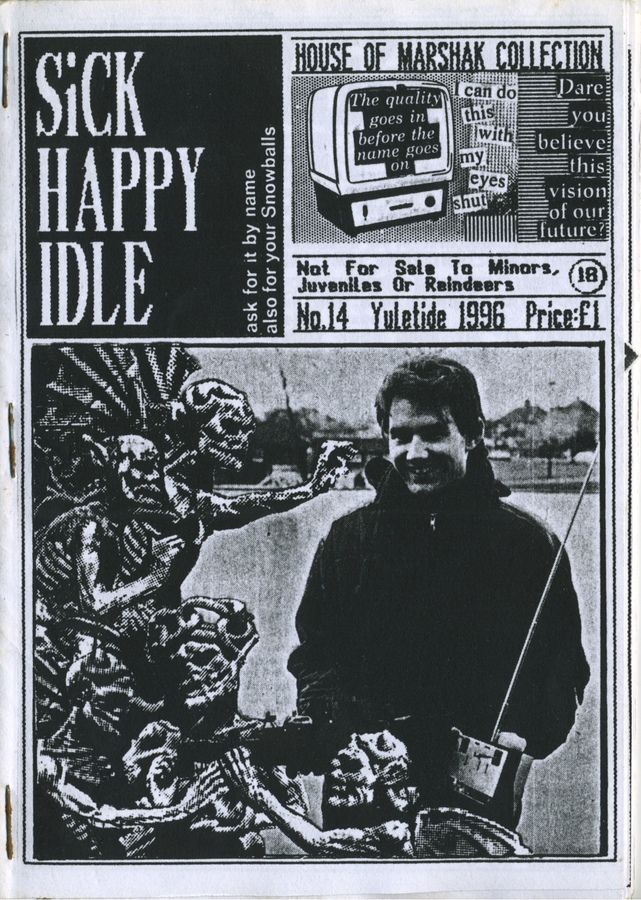 SiCK
HAPPY
IDLE
ask for it by name
also for your Snowballs
HOUSE OF MARSHAK COLLECTION
The quality
goes in
before the
name goes
on
can do
this
with
my
eyes
shut
Dare
you
believe
this
vision
of our
future?
Not For Sale To Minors,
Juveniles Or Reindeers
18
No.14 Yuletide 1996 Price:£1